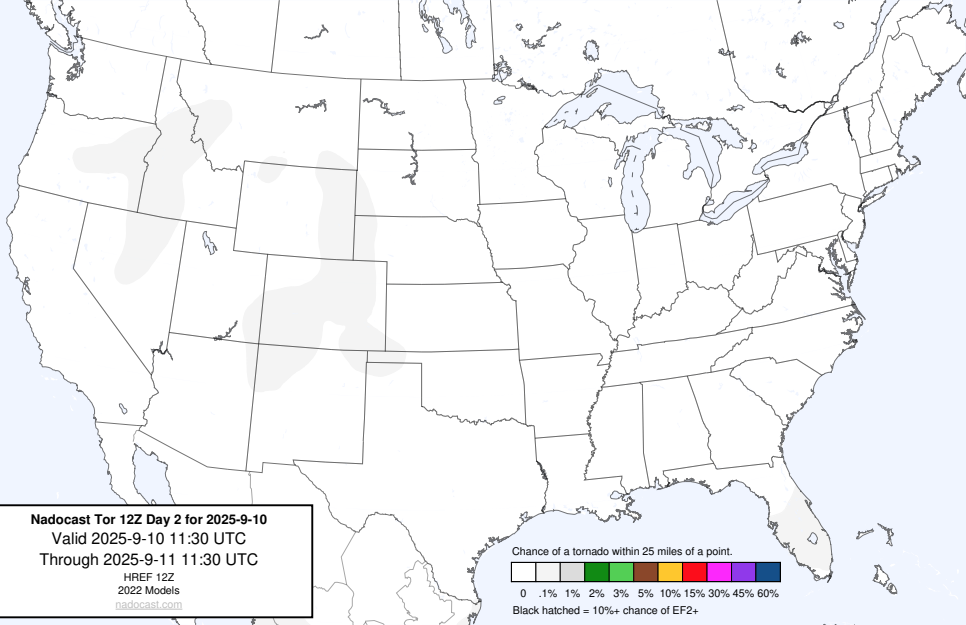 Nadocast Tor 12Z Day 2 for 2025-9-10
Valid 2025-9-10 11:30 UTC
Through 2025-9-11 11:30 UTC
HREF 12Z
2022 Models
nadocast.com
Chance of a tornado within 25 miles of a point.
0 .1% 1% 2% 3% 5% 10% 15% 30% 45% 60%
Black hatched = 10%+ chance of EF2+